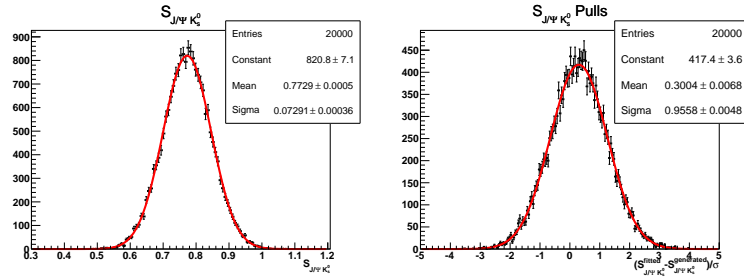 S_{J/Ψ K_s^0}
Entries 20000
Constant 820.8 ± 7.1
Mean 0.7729 ± 0.0005
Sigma 0.07291 ± 0.00036
900
800
700
600
500
400
300
200
100
0
0.3 0.4 0.5 0.6 0.7 0.8 0.9 1 1.1 1.2
S_{J/Ψ K_s^0}
S_{J/Ψ K_s^0} Pulls
Entries 20000
Constant 417.4 ± 3.6
Mean 0.3004 ± 0.0068
Sigma 0.9558 ± 0.0048
450
400
350
300
250
200
150
100
50
0
-5 -4 -3 -2 -1 0 1 2 3 4 5
(S^{fitted}_{J/Ψ K_s^0}-S^{generated}_{J/Ψ K_s^0})/σ